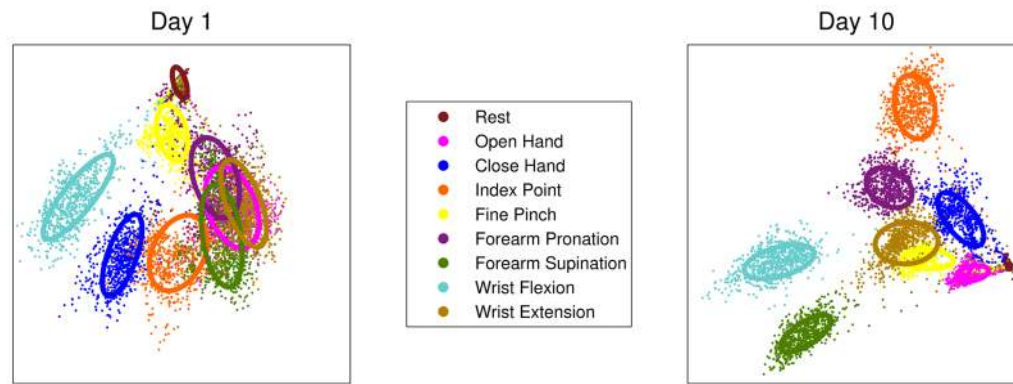 Day 1
Day 10
Rest
Open Hand
Close Hand
Index Point
Fine Pinch
Forearm Pronation
Forearm Supination
Wrist Flexion
Wrist Extension